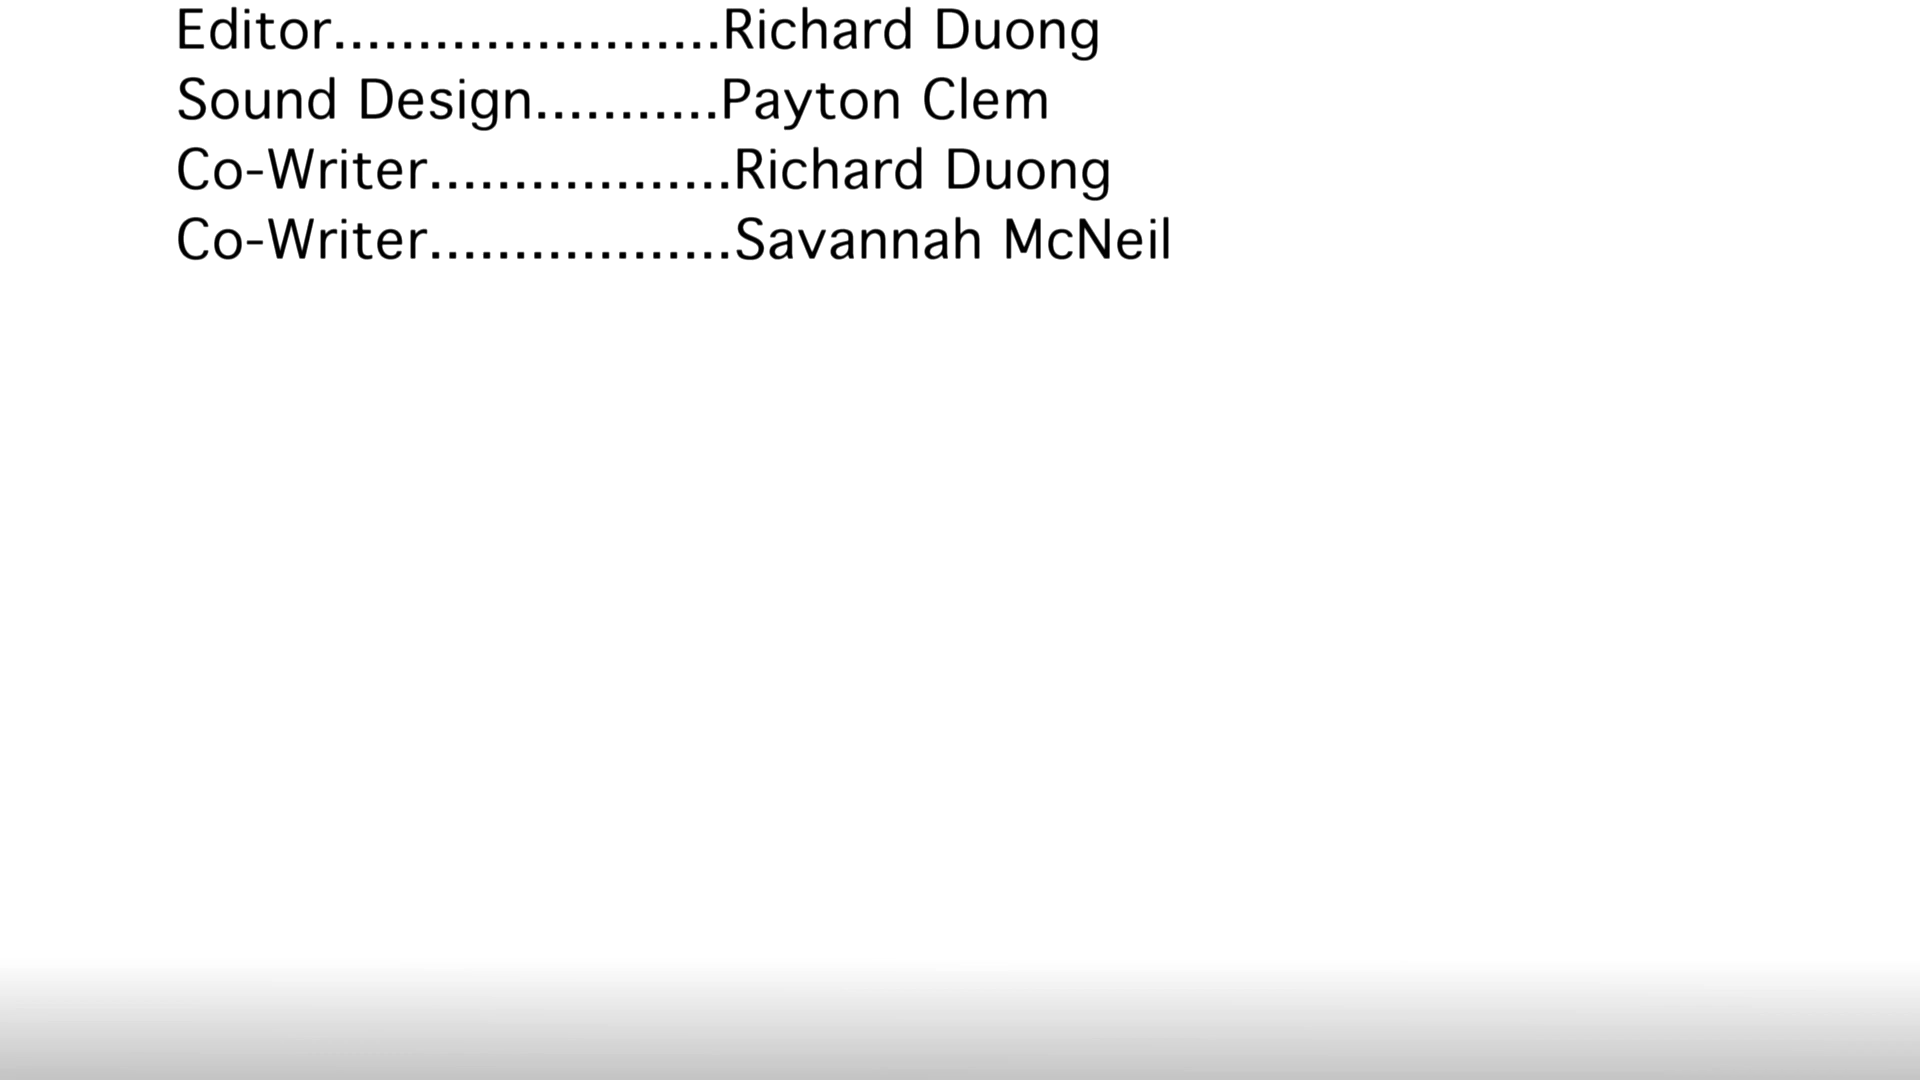 Editor.......................Richard Duong
Sound Design...........Payton Clem
Co-Writer..................Richard Duong
Co-Writer..................Savannah McNeil